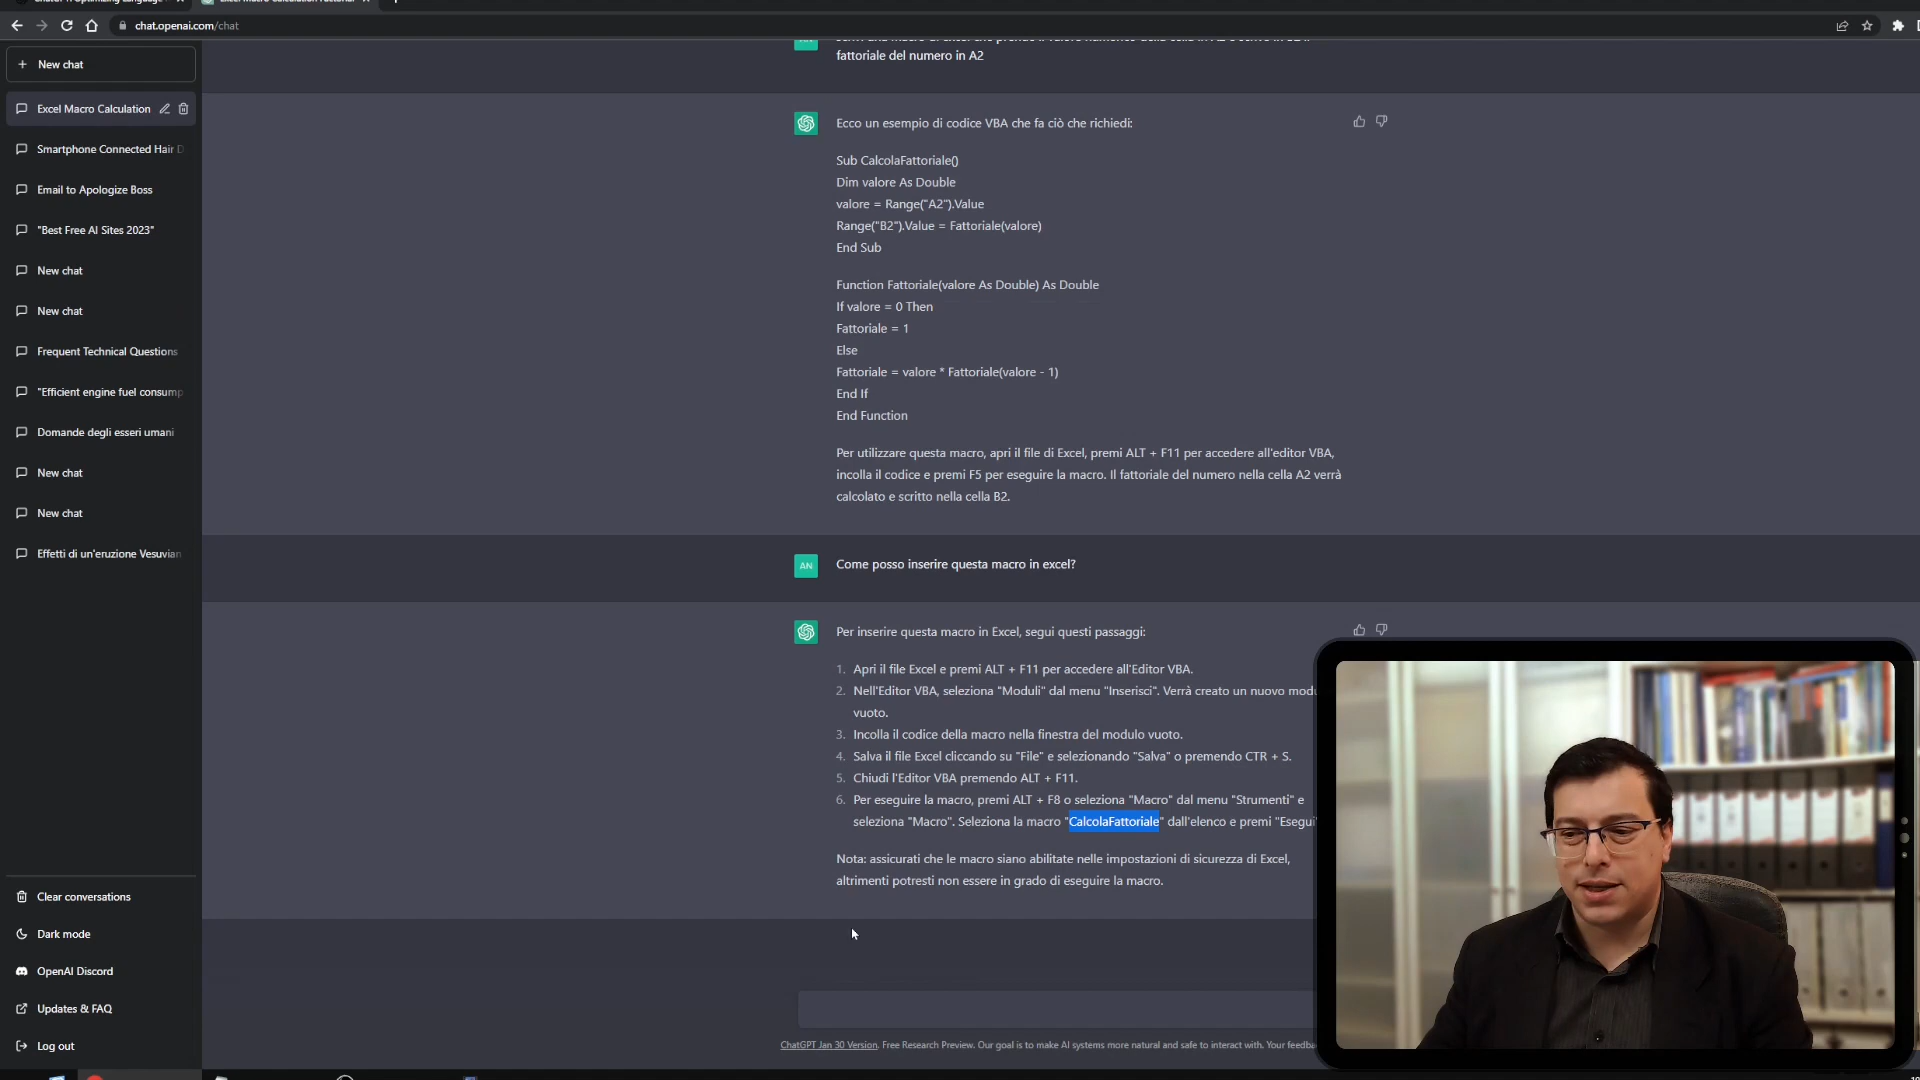 chat.openai.com/chat
New chat
Excel Macro Calculation
Smartphone Connected Hair D
Email to Apologize Boss
"Best Free AI Sites 2023"
New chat
New chat
Frequent Technical Questions
"Efficient engine fuel consump
Domande degli esseri umani
New chat
New chat
Effetti di un'eruzione Vesuvian
Clear conversations
Dark mode
OpenAI Discord
Updates & FAQ
Log out
fattoriale del numero in A2
Ecco un esempio di codice VBA che fa ciò che richiedi:
Sub CalcolaFattoriale()
Dim valore As Double
valore = Range("A2").Value
Range("B2").Value = Fattoriale(valore)
End Sub
Function Fattoriale(valore As Double) As Double
If valore = 0 Then
Fattoriale = 1
Else
Fattoriale = valore * Fattoriale(valore - 1)
End If
End Function
Per utilizzare questa macro, apri il file di Excel, premi ALT + F11 per accedere all'editor VBA,
incolla il codice e premi F5 per eseguire la macro. Il fattoriale del numero nella cella A2 verrà
calcolato e scritto nella cella B2.
AN
Come posso inserire questa macro in excel?
Per inserire questa macro in Excel, segui questi passaggi:
1. Apri il file Excel e premi ALT + F11 per accedere all'Editor VBA.
2. Nell'Editor VBA, seleziona "Moduli" dal menu "Inserisci". Verrà creato un nuovo modu
vuoto.
3. Incolla il codice della macro nella finestra del modulo vuoto.
4. Salva il file Excel cliccando su "File" e selezionando "Salva" o premendo CTR + S.
5. Chiudi l'Editor VBA premendo ALT + F11.
6. Per eseguire la macro, premi ALT + F8 o seleziona "Macro" dal menu "Strumenti" e
seleziona "Macro". Seleziona la macro "CalcolaFattoriale" dall'elenco e premi "Esegui"
Nota: assicurati che le macro siano abilitate nelle impostazioni di sicurezza di Excel,
altrimenti potresti non essere in grado di eseguire la macro.
ChatGPT Jan 30 Version. Free Research Preview. Our goal is to make AI systems more natural and safe to interact with. Your feedba